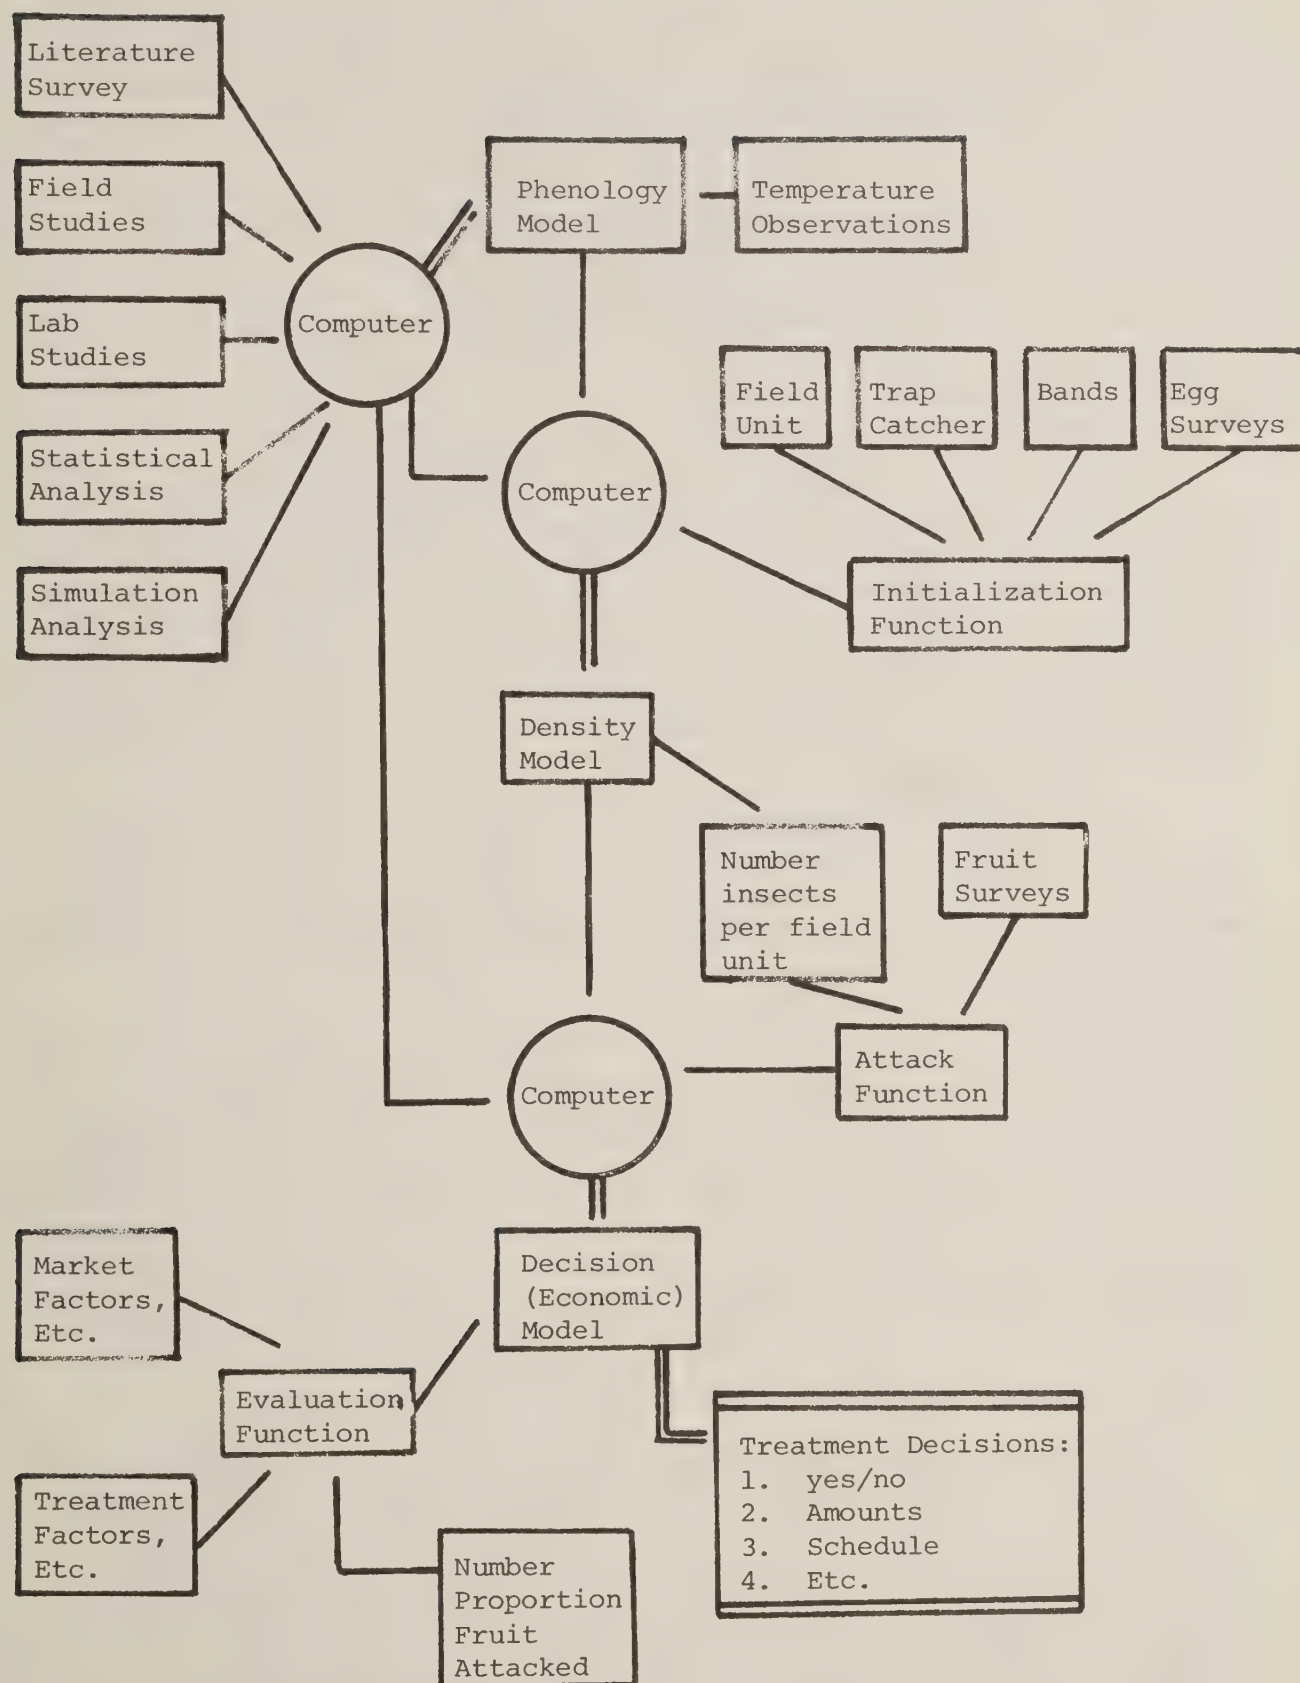 Literature
Survey
Field
Studies
Lab
Studies
Statistical
Analysis
Simulation
Analysis
Computer
Phenology
Model
Temperature
Observations
Computer
Field
Unit
Trap
Catcher
Bands
Egg
Surveys
Initialization
Function
Density
Model
Number
insects
per field
unit
Fruit
Surveys
Attack
Function
Computer
Decision
(Economic)
Model
Market
Factors,
Etc.
Evaluation
Function
Treatment
Factors,
Etc.
Number
Proportion
Fruit
Attacked
Treatment Decisions:
1. yes/no
2. Amounts
3. Schedule
4. Etc.